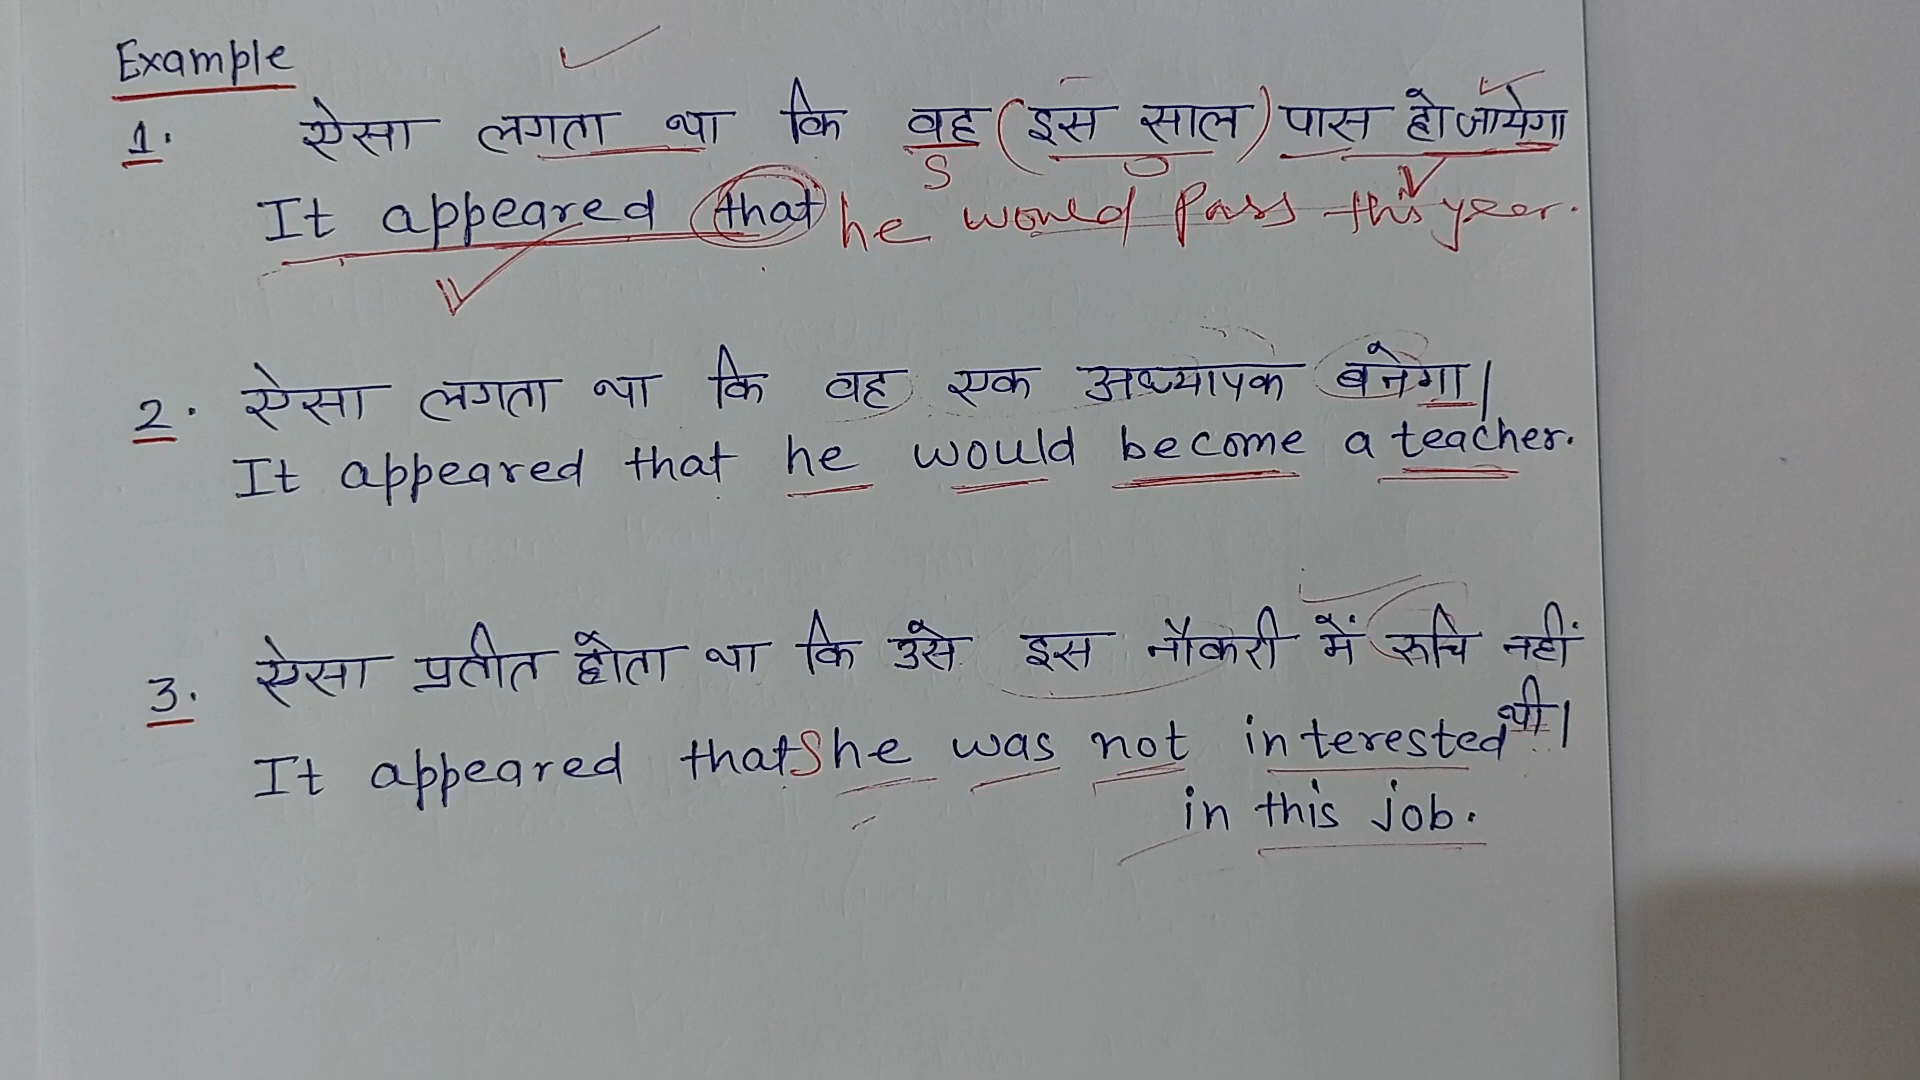 Example
1. ऐसा लगता था कि वह (इस साल) पास हो जायेगा
S O V
It appeared that he would pass this year.
2. ऐसा लगता था कि वह एक अध्यापक बनेगा।
It appeared that he would become a teacher.
3. ऐसा प्रतीत होता था कि उसे इस नौकरी में रूचि नहीं
थी।
It appeared that She was not interested
in this job.